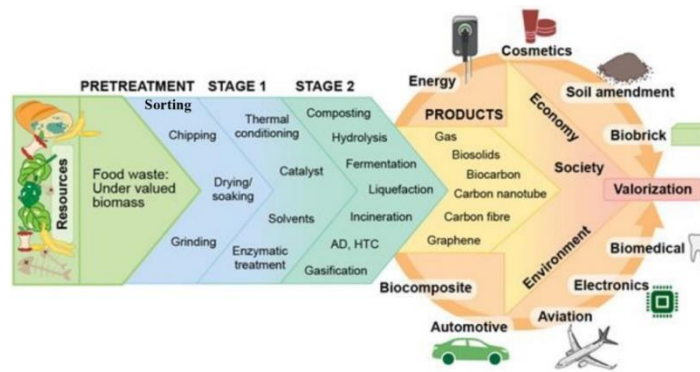 PRETREATMENT
STAGE 1
STAGE 2
Sorting
Resources
Food waste:
Under valued
biomass
Chipping
Drying/
soaking
Grinding
Thermal
conditioning
Catalyst
Solvents
Enzymatic
treatment
Composting
Hydrolysis
Fermentation
Liquefaction
Incineration
AD, HTC
Gasification
PRODUCTS
Gas
Biosolids
Biocarbon
Carbon nanotube
Carbon fibre
Graphene
Economy
Society
Environment
Energy
Cosmetics
Soil amendment
Biobrick
Valorization
Biomedical
Electronics
Aviation
Automotive
Biocomposite